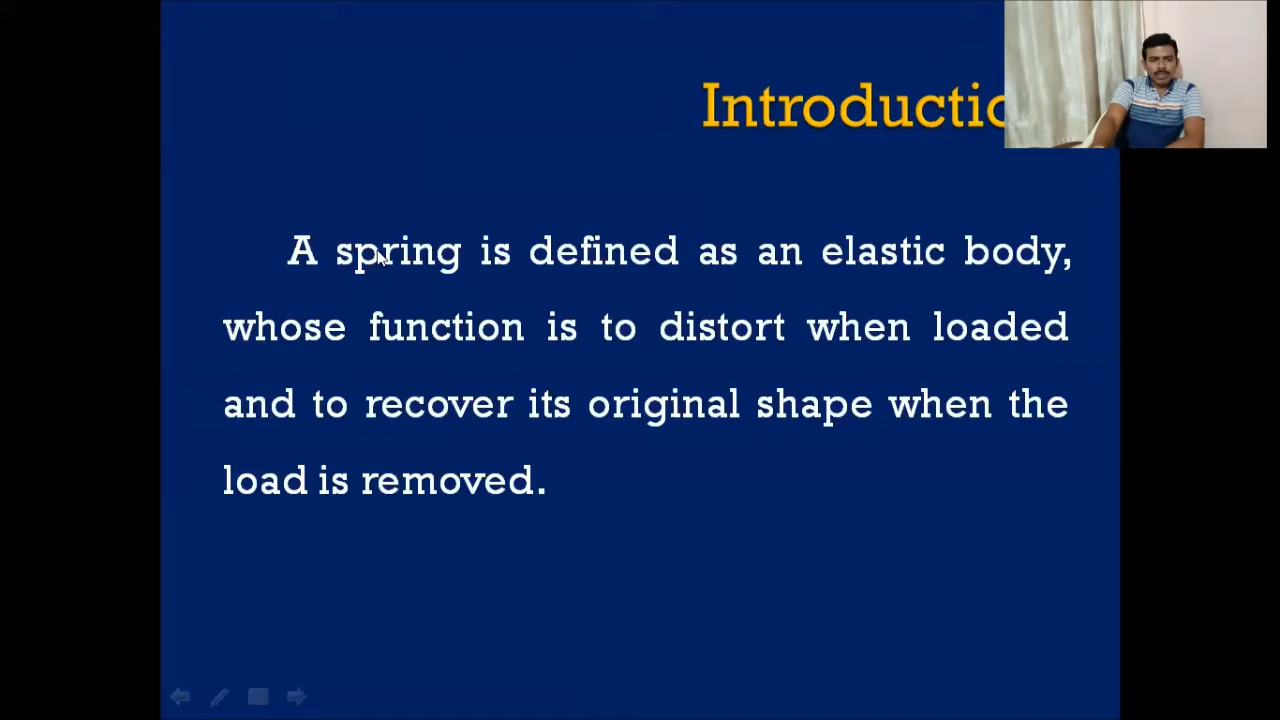 Introductio
A spring is defined as an elastic body,
whose function is to distort when loaded
and to recover its original shape when the
load is removed.